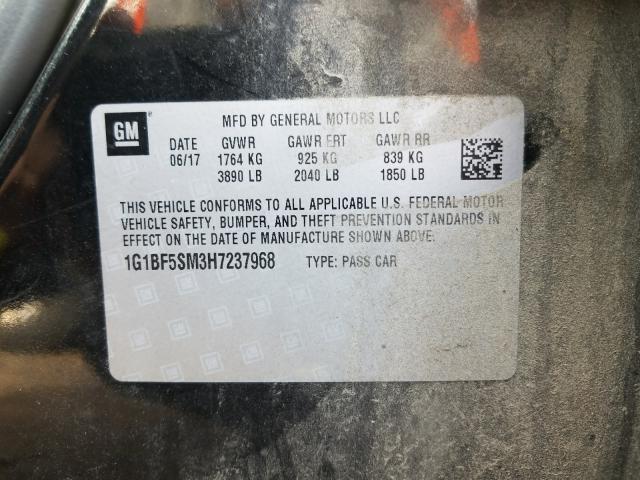 GM
MFD BY GENERAL MOTORS LLC
DATE GVWR GAWR FRT GAWR RR
06/17 1764 KG 925 KG 839 KG
3890 LB 2040 LB 1850 LB
THIS VEHICLE CONFORMS TO ALL APPLICABLE U.S. FEDERAL MOTOR
VEHICLE SAFETY, BUMPER, AND THEFT PREVENTION STANDARDS IN
EFFECT ON THE DATE OF MANUFACTURE SHOWN ABOVE.
1G1BF5SM3H7237968 TYPE: PASS CAR